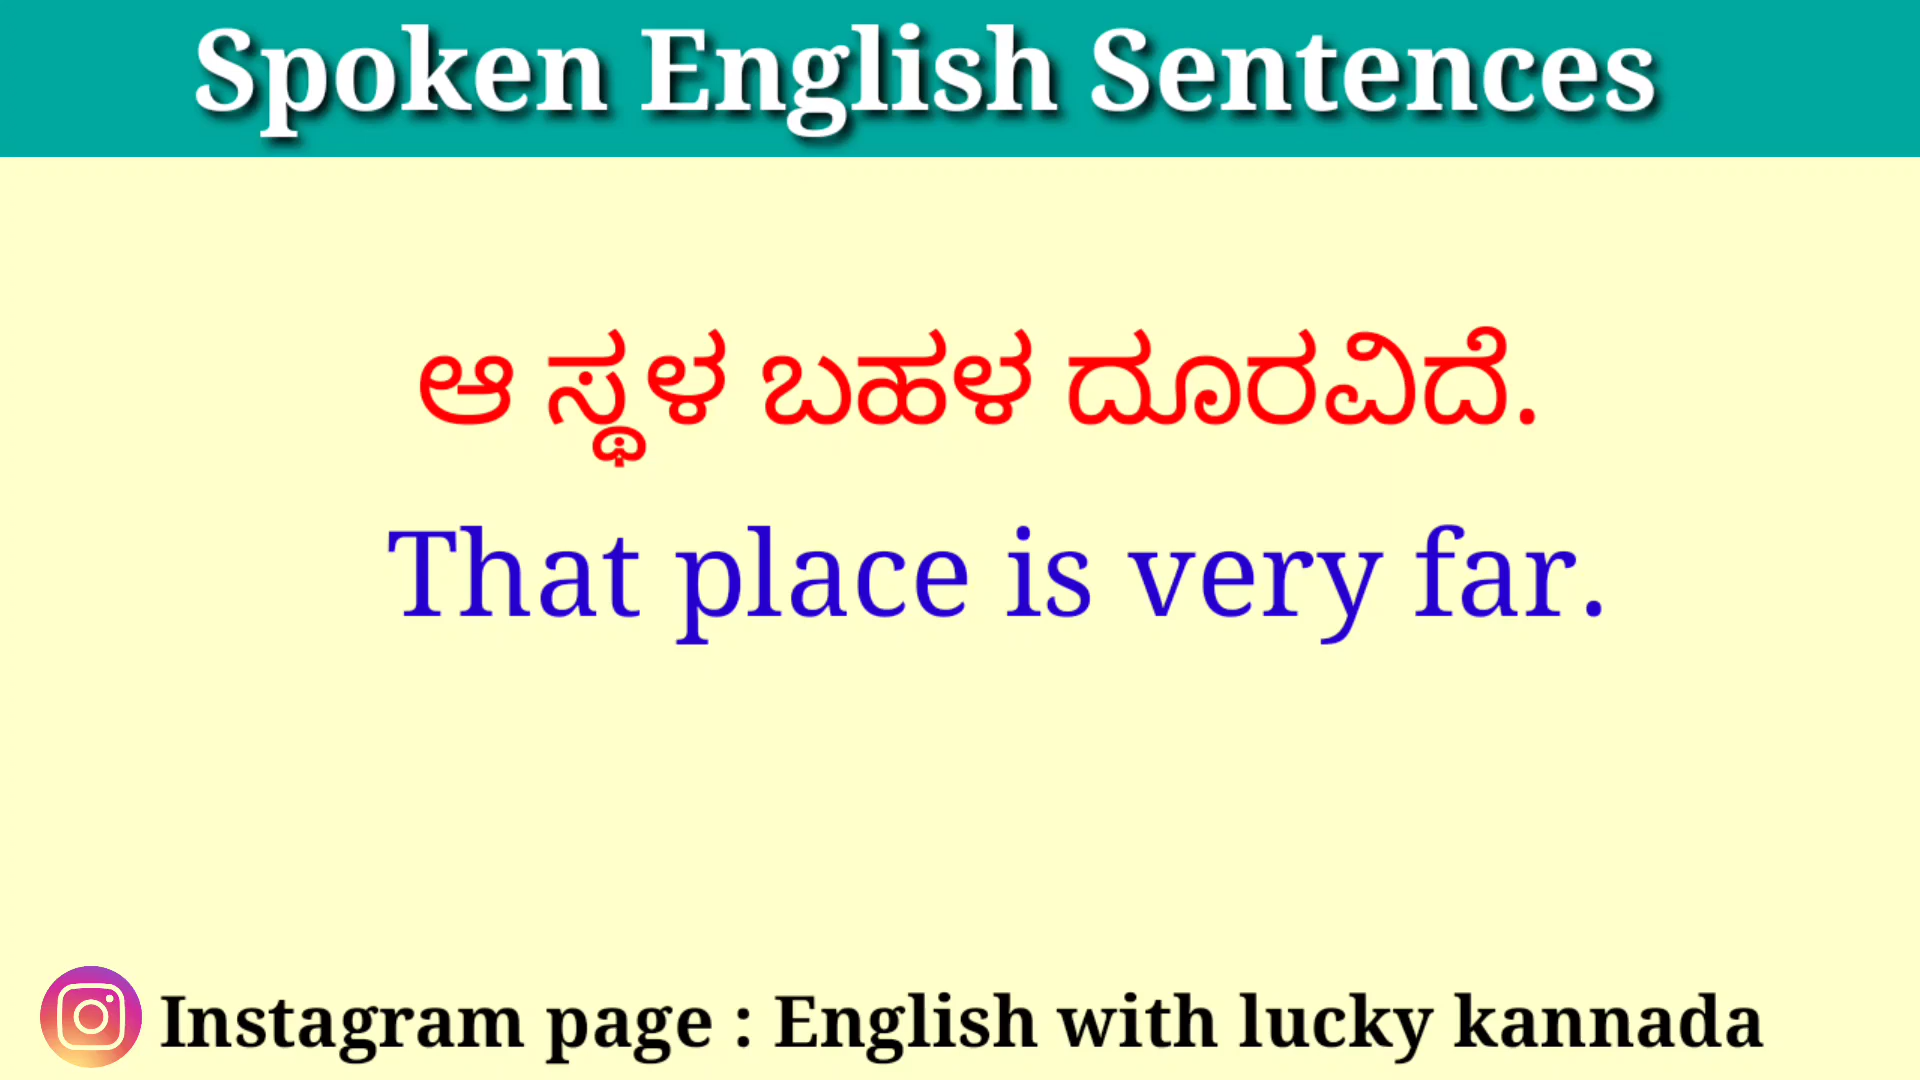 Spoken English Sentences
ಆ ಸ್ಥಳ ಬಹಳ ದೂರವಿದೆ.
That place is very far.
Instagram page : English with lucky kannada